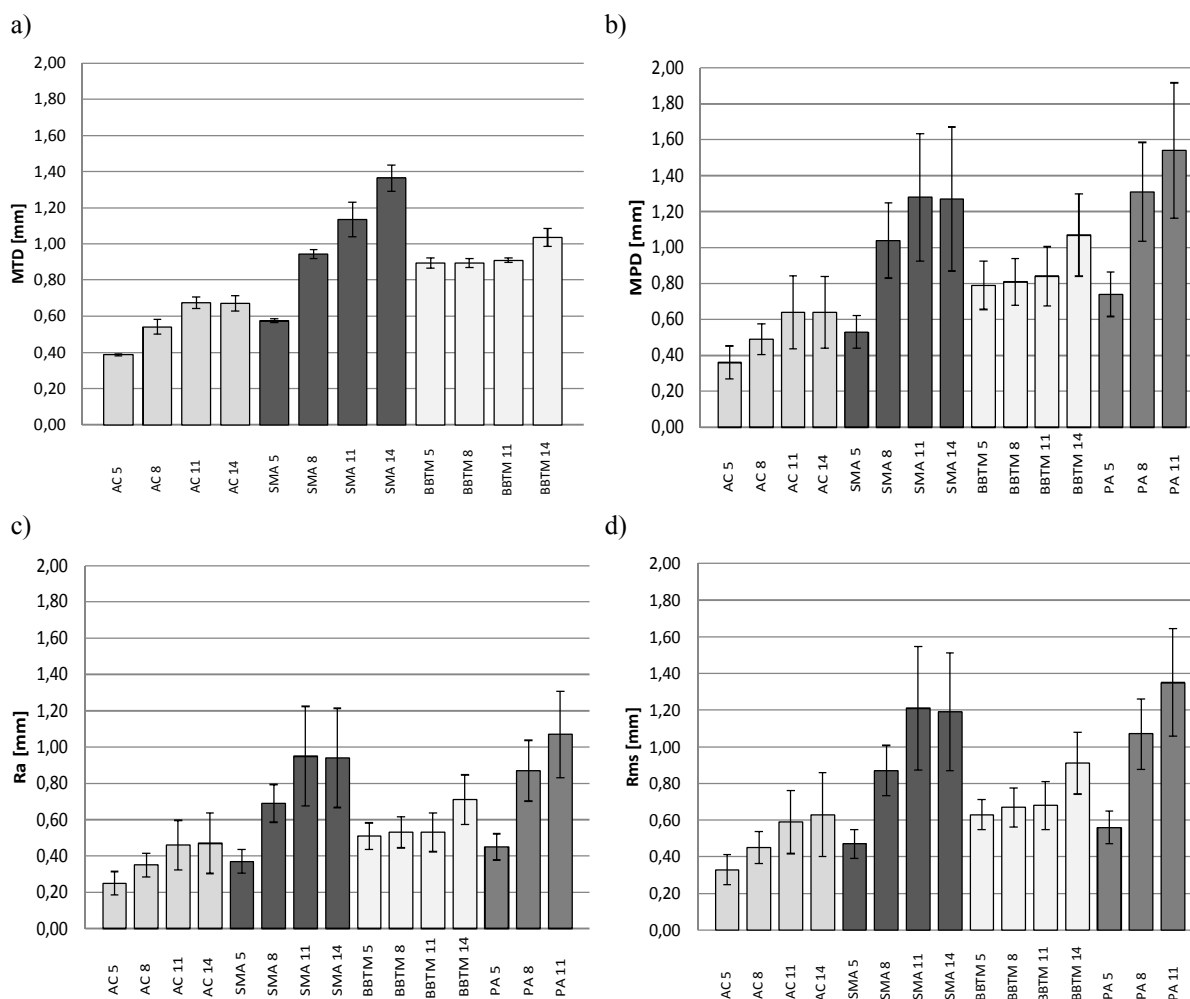 a)
2,00
1,80
1,60
1,40
1,20
1,00
0,80
0,60
0,40
0,20
0,00
MTD [mm]
AC 5
AC 8
AC 11
AC 14
SMA 5
SMA 8
SMA 11
SMA 14
BBTM 5
BBTM 8
BBTM 11
BBTM 14
b)
2,00
1,80
1,60
1,40
1,20
1,00
0,80
0,60
0,40
0,20
0,00
MPD [mm]
AC 5
AC 8
AC 11
AC 14
SMA 5
SMA 8
SMA 11
SMA 14
BBTM 5
BBTM 8
BBTM 11
BBTM 14
PA 5
PA 8
PA 11
c)
2,00
1,80
1,60
1,40
1,20
1,00
0,80
0,60
0,40
0,20
0,00
Ra [mm]
AC 5
AC 8
AC 11
AC 14
SMA 5
SMA 8
SMA 11
SMA 14
BBTM 5
BBTM 8
BBTM 11
BBTM 14
PA 5
PA 8
PA 11
d)
2,00
1,80
1,60
1,40
1,20
1,00
0,80
0,60
0,40
0,20
0,00
Rms [mm]
AC 5
AC 8
AC 11
AC 14
SMA 5
SMA 8
SMA 11
SMA 14
BBTM 5
BBTM 8
BBTM 11
BBTM 14
PA 5
PA 8
PA 11